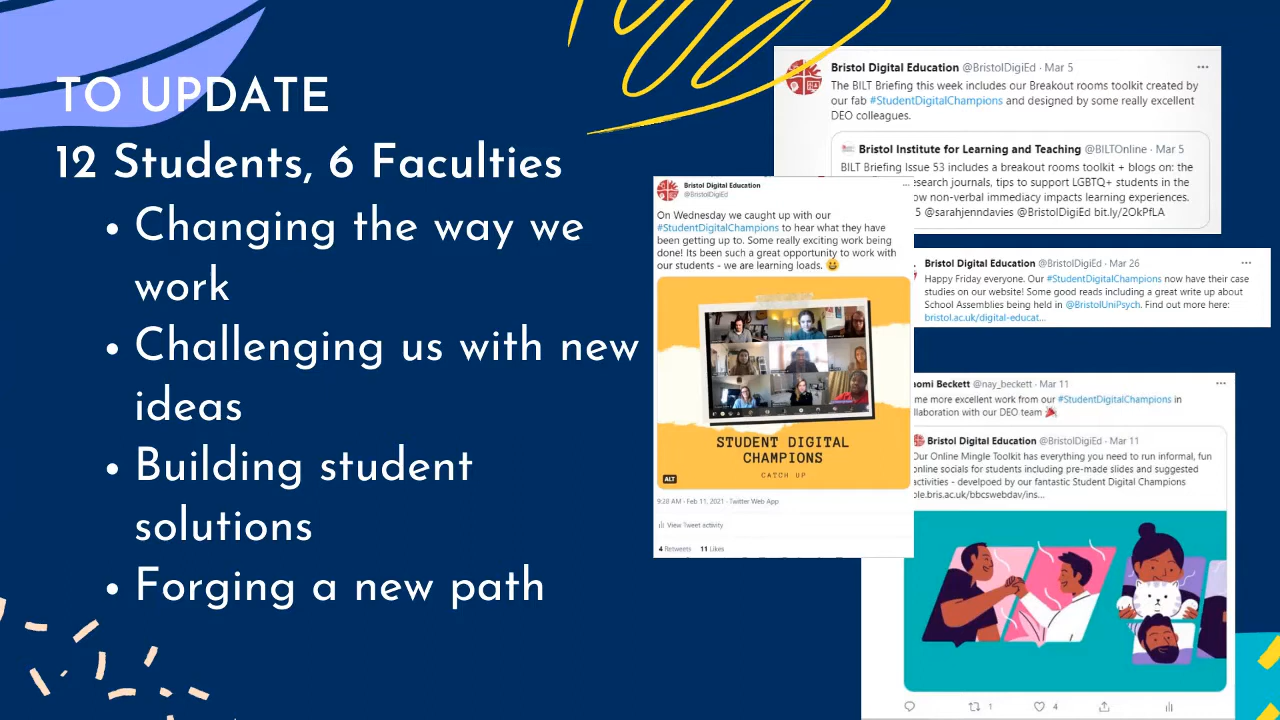 TO UPDATE
12 Students, 6 Faculties
• Changing the way we
work
• Challenging us with new
ideas
• Building student
solutions
• Forging a new path
Bristol Digital Education @BristolDigiEd · Mar 5
The BILT Briefing this week includes our Breakout rooms toolkit created by
our fab #StudentDigitalChampions and designed by some really excellent
DEO colleagues.
Bristol Institute for Learning and Teaching @BILTOnline · Mar 5
BILT Briefing Issue 53 includes a breakout rooms toolkit + blogs on: the
research journals, tips to support LGBTQ+ students in the
non-verbal immediacy impacts learning experiences.
5 @sarahjenndavies @BristolDigiEd bit.ly/2OkPfLA
Bristol Digital Education
@BristolDigiEd
On Wednesday we caught up with our
#StudentDigitalChampions to hear what they have
been getting up to. Some really exciting work being
done! Its been such a great opportunity to work with
our students - we are learning loads. 😀
STUDENT DIGITAL
CHAMPIONS
CATCH UP
ALT
9:20 AM · Feb 11, 2021 · Twitter Web App
View Tweet activity
4 Retweets 11 Likes
Bristol Digital Education @BristolDigiEd · Mar 26
Happy Friday everyone. Our #StudentDigitalChampions now have their case
studies on our website! Some good reads including a great write up about
School Assemblies being held in @BristolUniPsych. Find out more here:
bristol.ac.uk/digital-educat...
aomi Beckett @nay_beckett · Mar 11
me more excellent work from our #StudentDigitalChampions in
llaboration with our DEO team 🎉
Bristol Digital Education @BristolDigiEd · Mar 11
Our Online Mingle Toolkit has everything you need to run informal, fun
online socials for students including pre-made slides and suggested
activities - develpoed by our fantastic Student Digital Champions
ole.bris.ac.uk/bbcswebdav/ins...
1 4